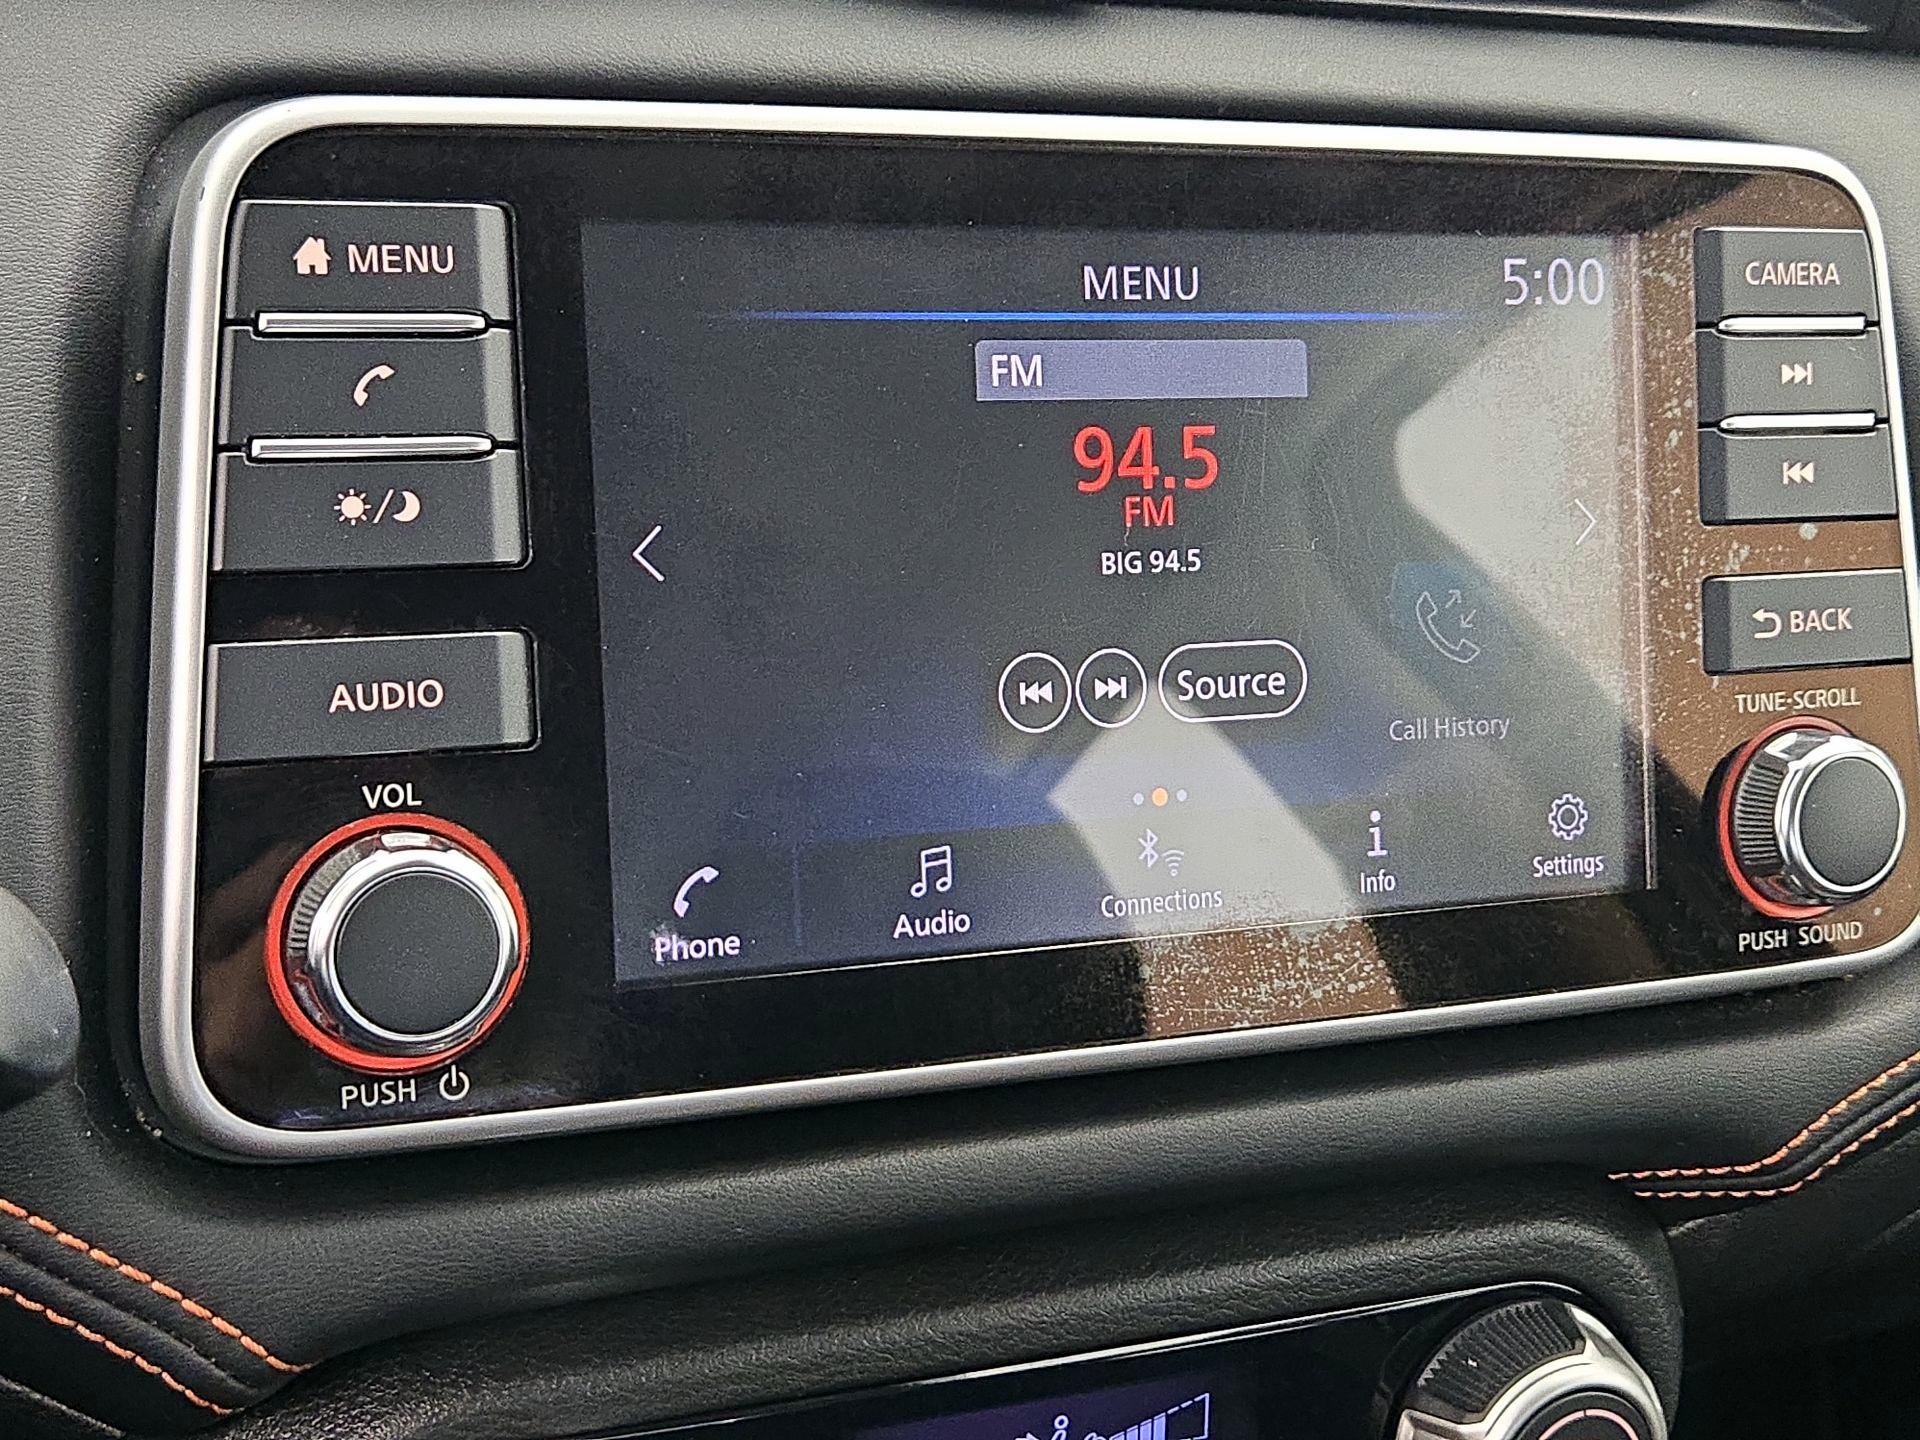 MENU
AUDIO
VOL
PUSH
MENU
5:00
FM
94.5
FM
BIG 94.5
Source
Call History
Phone
Audio
Connections
Info
Settings
CAMERA
BACK
TUNE-SCROLL
PUSH SOUND